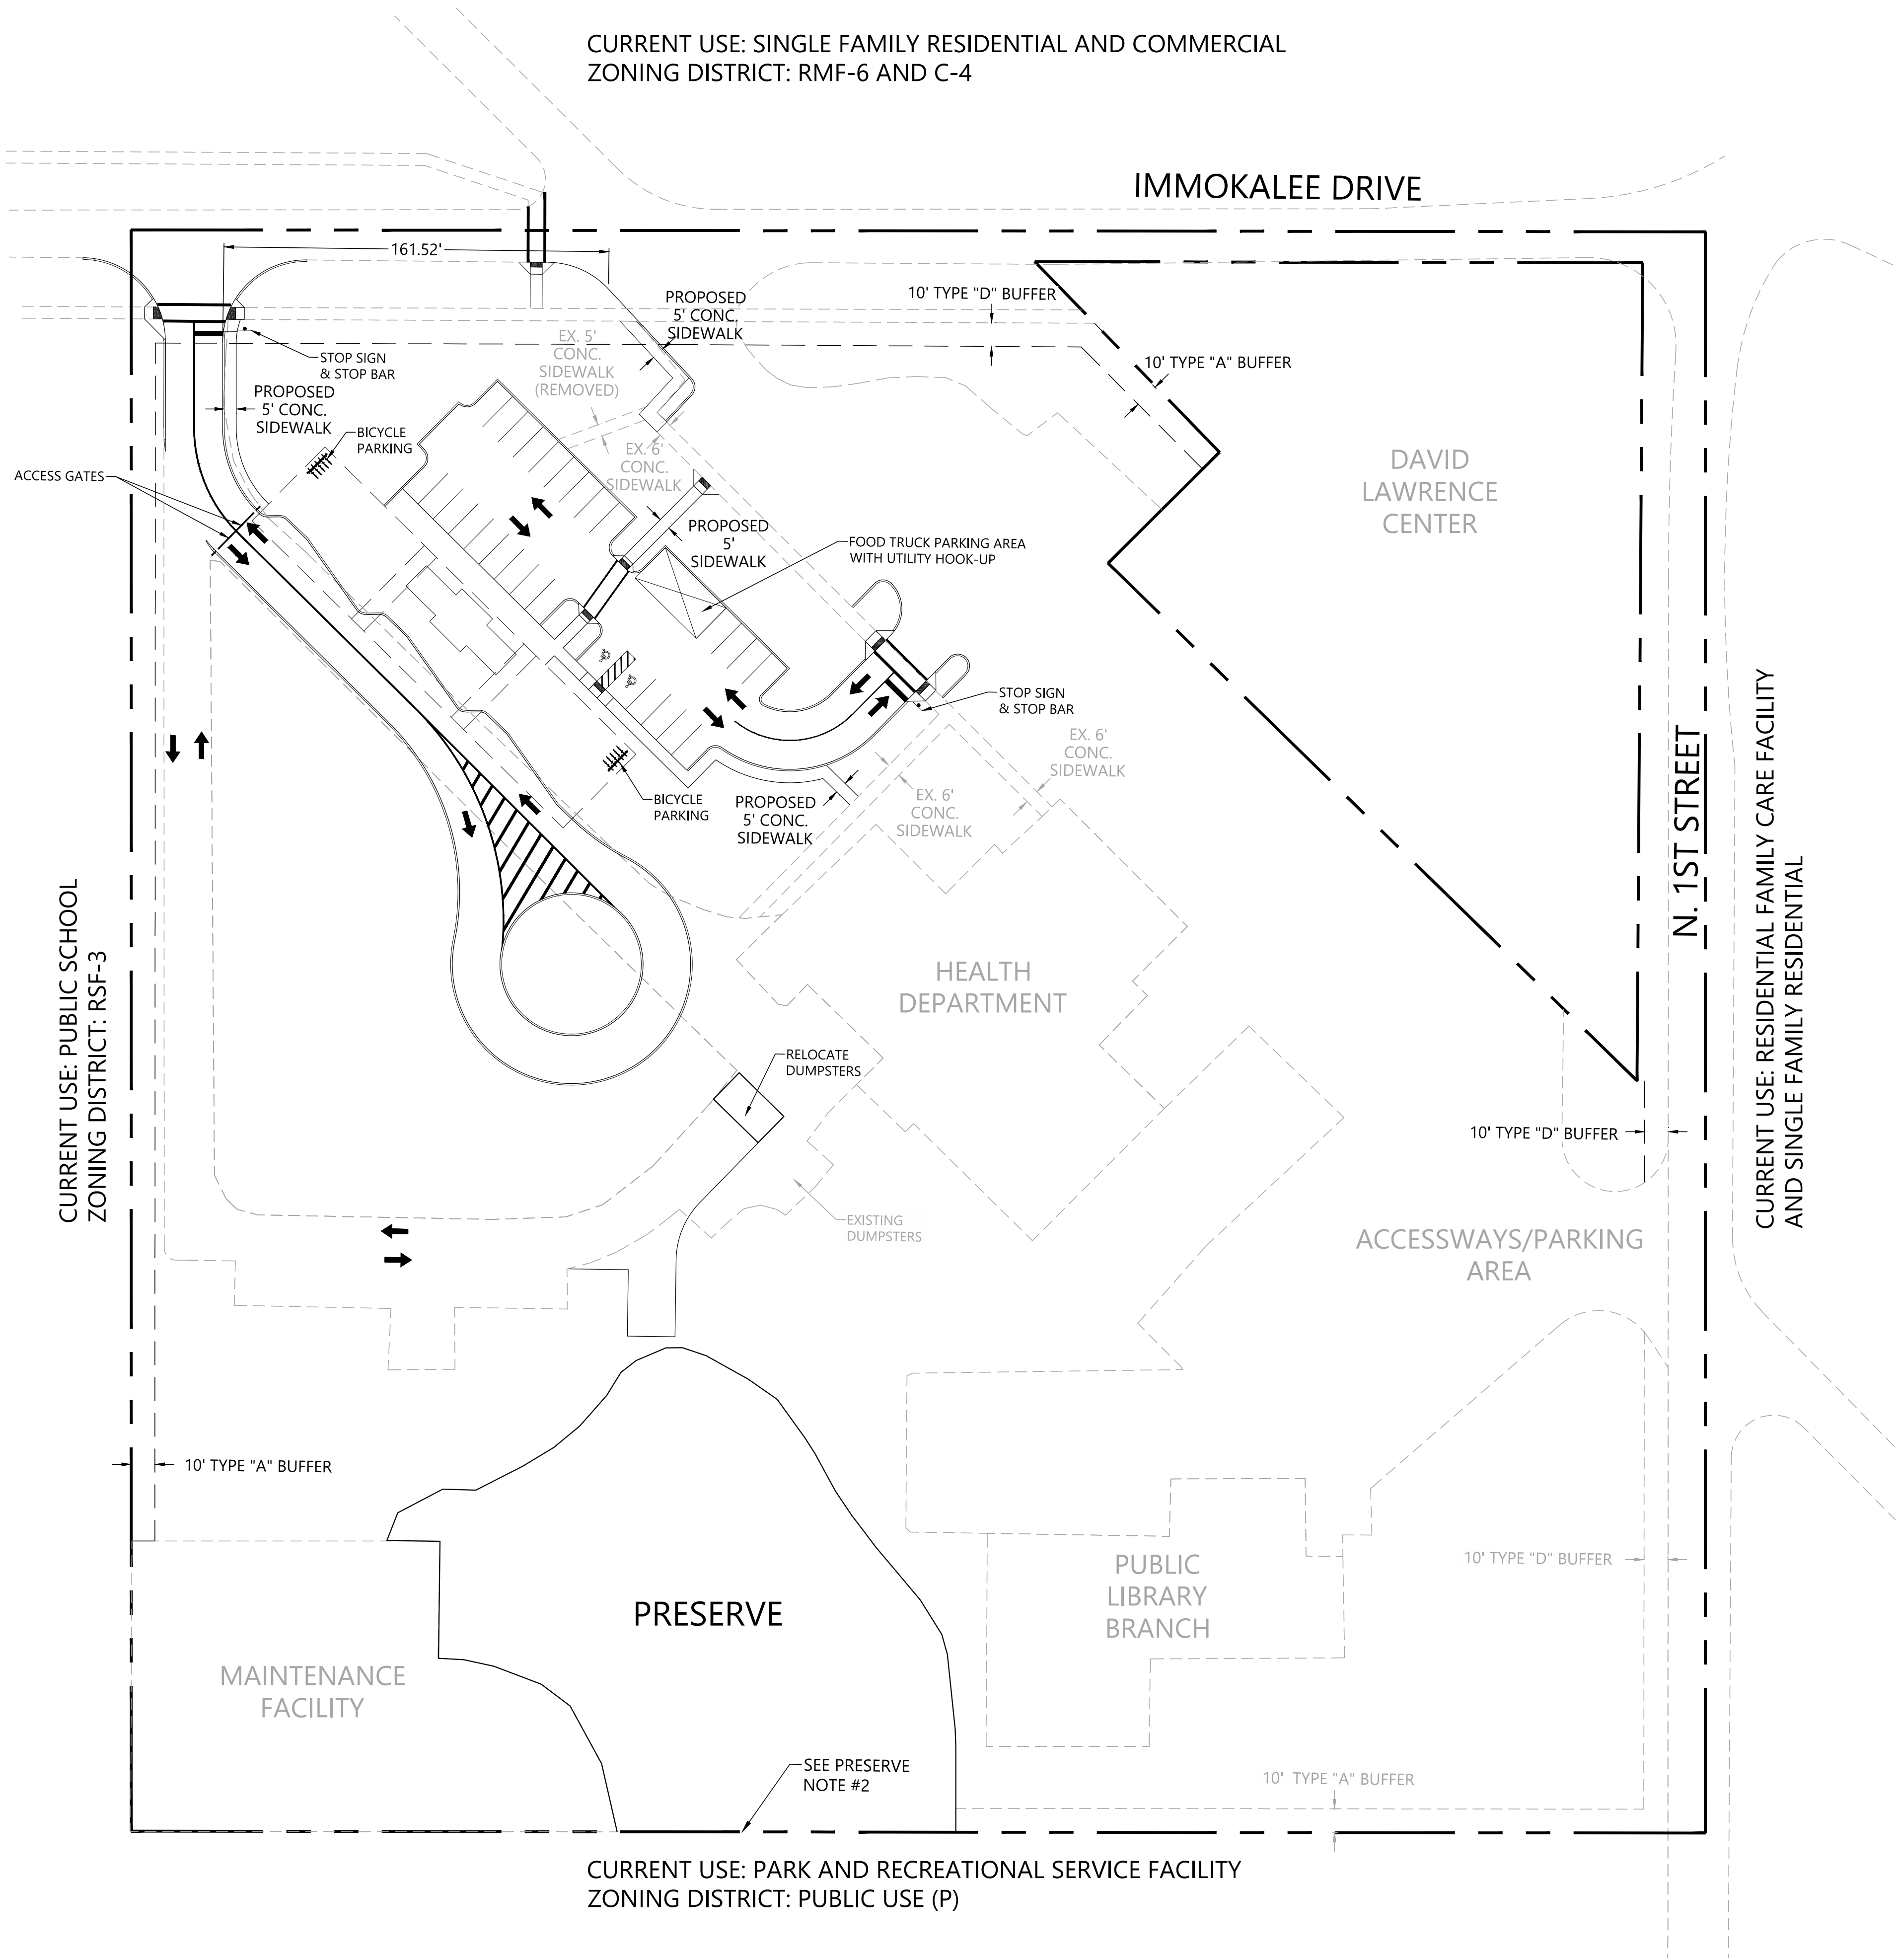 CURRENT USE: SINGLE FAMILY RESIDENTIAL AND COMMERCIAL
ZONING DISTRICT: RMF-6 AND C-4
IMMOKALEE DRIVE
161.52'
PROPOSED
5' CONC.
SIDEWALK
10' TYPE "D" BUFFER
EX. 5'
CONC.
SIDEWALK
(REMOVED)
STOP SIGN
& STOP BAR
10' TYPE "A" BUFFER
PROPOSED
5' CONC.
SIDEWALK
BICYCLE
PARKING
EX. 6'
CONC.
SIDEWALK
DAVID
LAWRENCE
CENTER
ACCESS GATES
PROPOSED
5'
SIDEWALK
FOOD TRUCK PARKING AREA
WITH UTILITY HOOK-UP
STOP SIGN
& STOP BAR
EX. 6'
CONC.
SIDEWALK
N. 1ST STREET
CURRENT USE: RESIDENTIAL FAMILY CARE FACILITY
AND SINGLE FAMILY RESIDENTIAL
BICYCLE
PARKING
PROPOSED
5' CONC.
SIDEWALK
EX. 6'
CONC.
SIDEWALK
CURRENT USE: PUBLIC SCHOOL
ZONING DISTRICT: RSF-3
HEALTH
DEPARTMENT
RELOCATE
DUMPSTERS
10' TYPE "D" BUFFER
EXISTING
DUMPSTERS
ACCESSWAYS/PARKING
AREA
10' TYPE "A" BUFFER
PRESERVE
PUBLIC
LIBRARY
BRANCH
10' TYPE "D" BUFFER
MAINTENANCE
FACILITY
SEE PRESERVE
NOTE #2
10' TYPE "A" BUFFER
CURRENT USE: PARK AND RECREATIONAL SERVICE FACILITY
ZONING DISTRICT: PUBLIC USE (P)